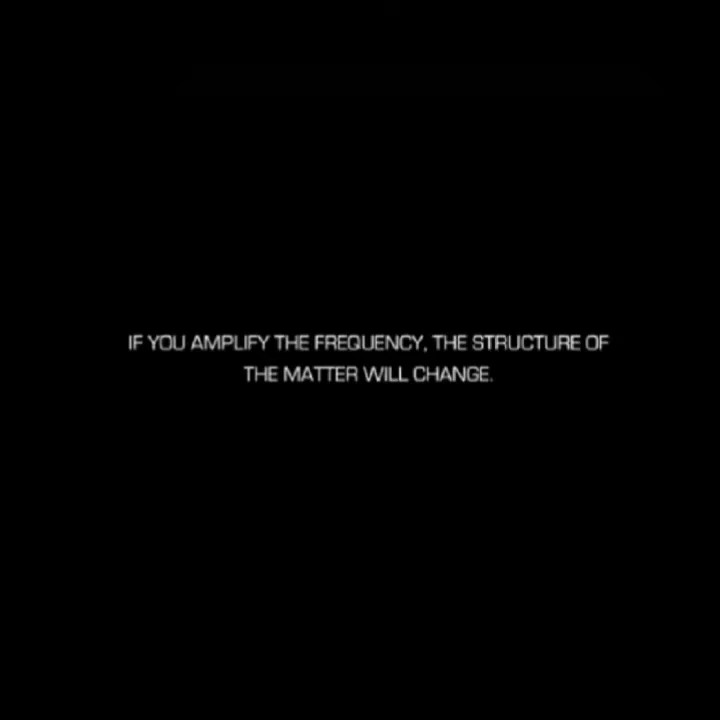 IF YOU AMPLIFY THE FREQUENCY, THE STRUCTURE OF
THE MATTER WILL CHANGE.